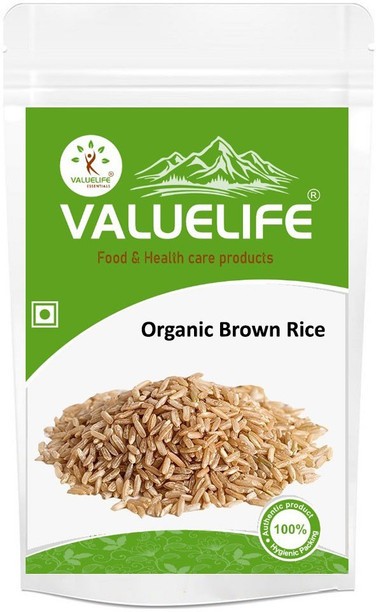 VALUELIFE®
ESSENTIALS
VALUELIFE®
Food & Health care products
Organic Brown Rice
Authentic product
100%
Hygienic Packing